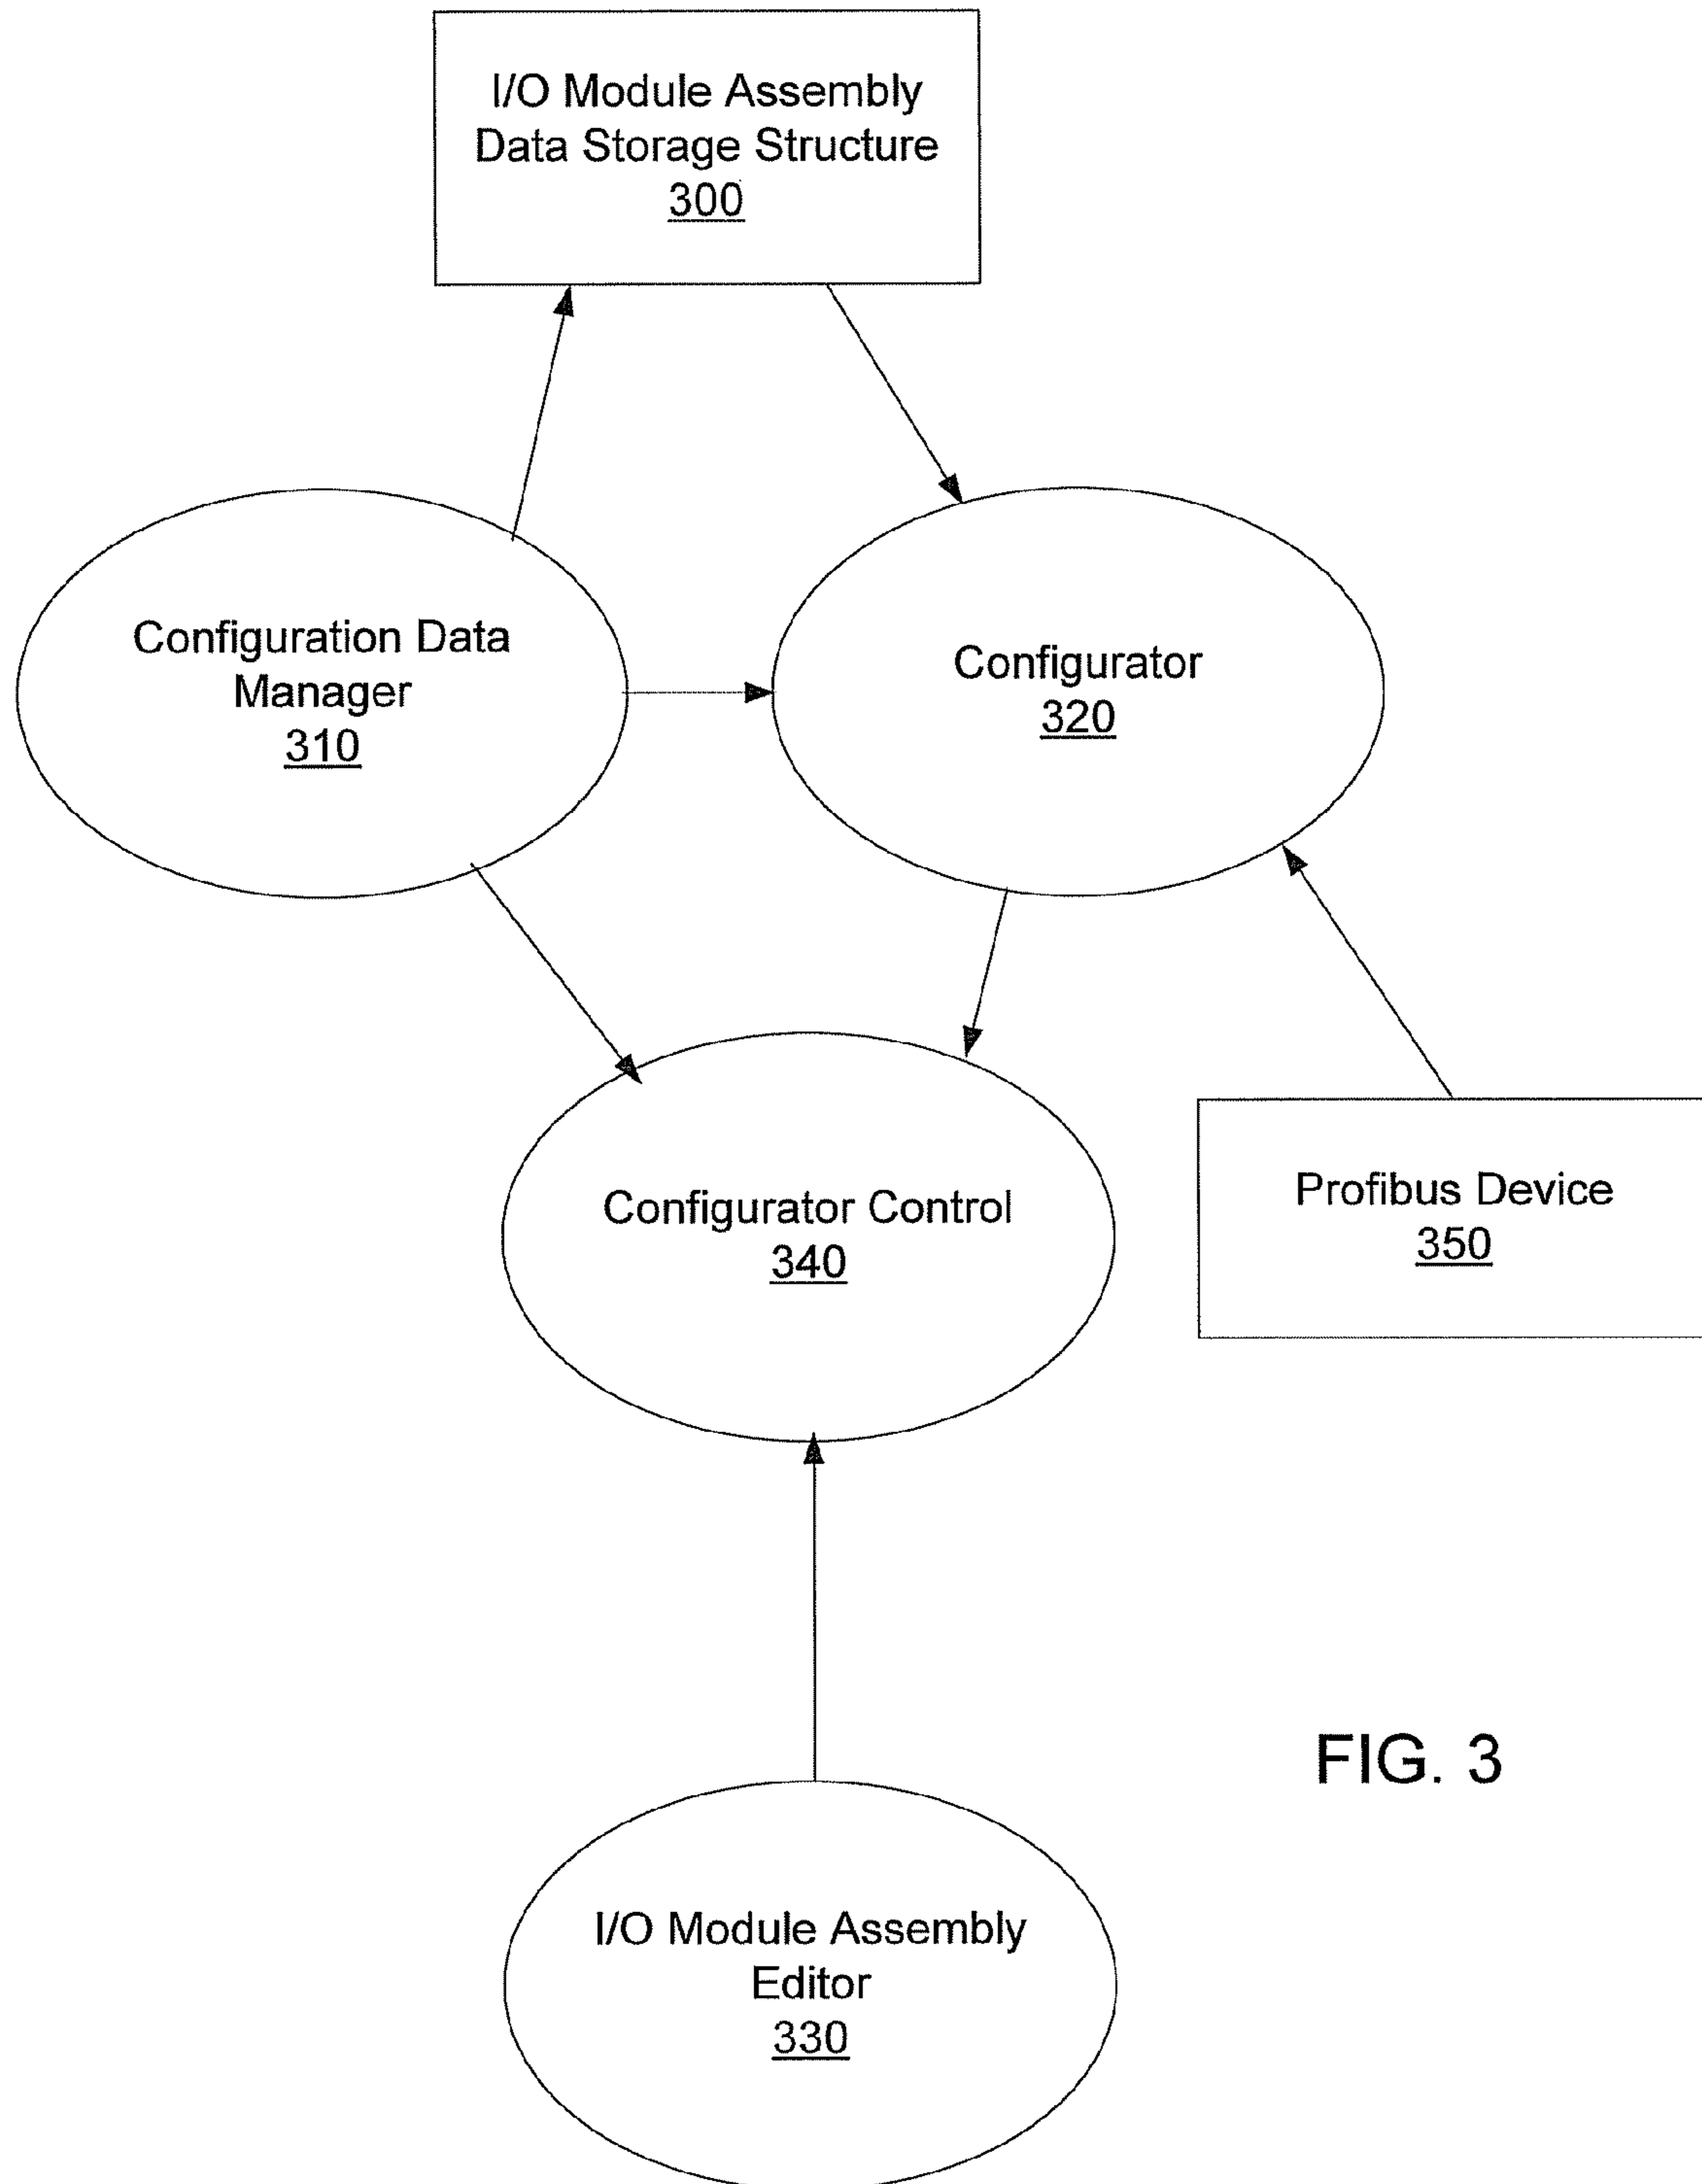 I/O Module Assembly
Data Storage Structure
300
Configuration Data
Manager
310
Configurator
320
Configurator Control
340
Profibus Device
350
FIG. 3
I/O Module Assembly
Editor
330